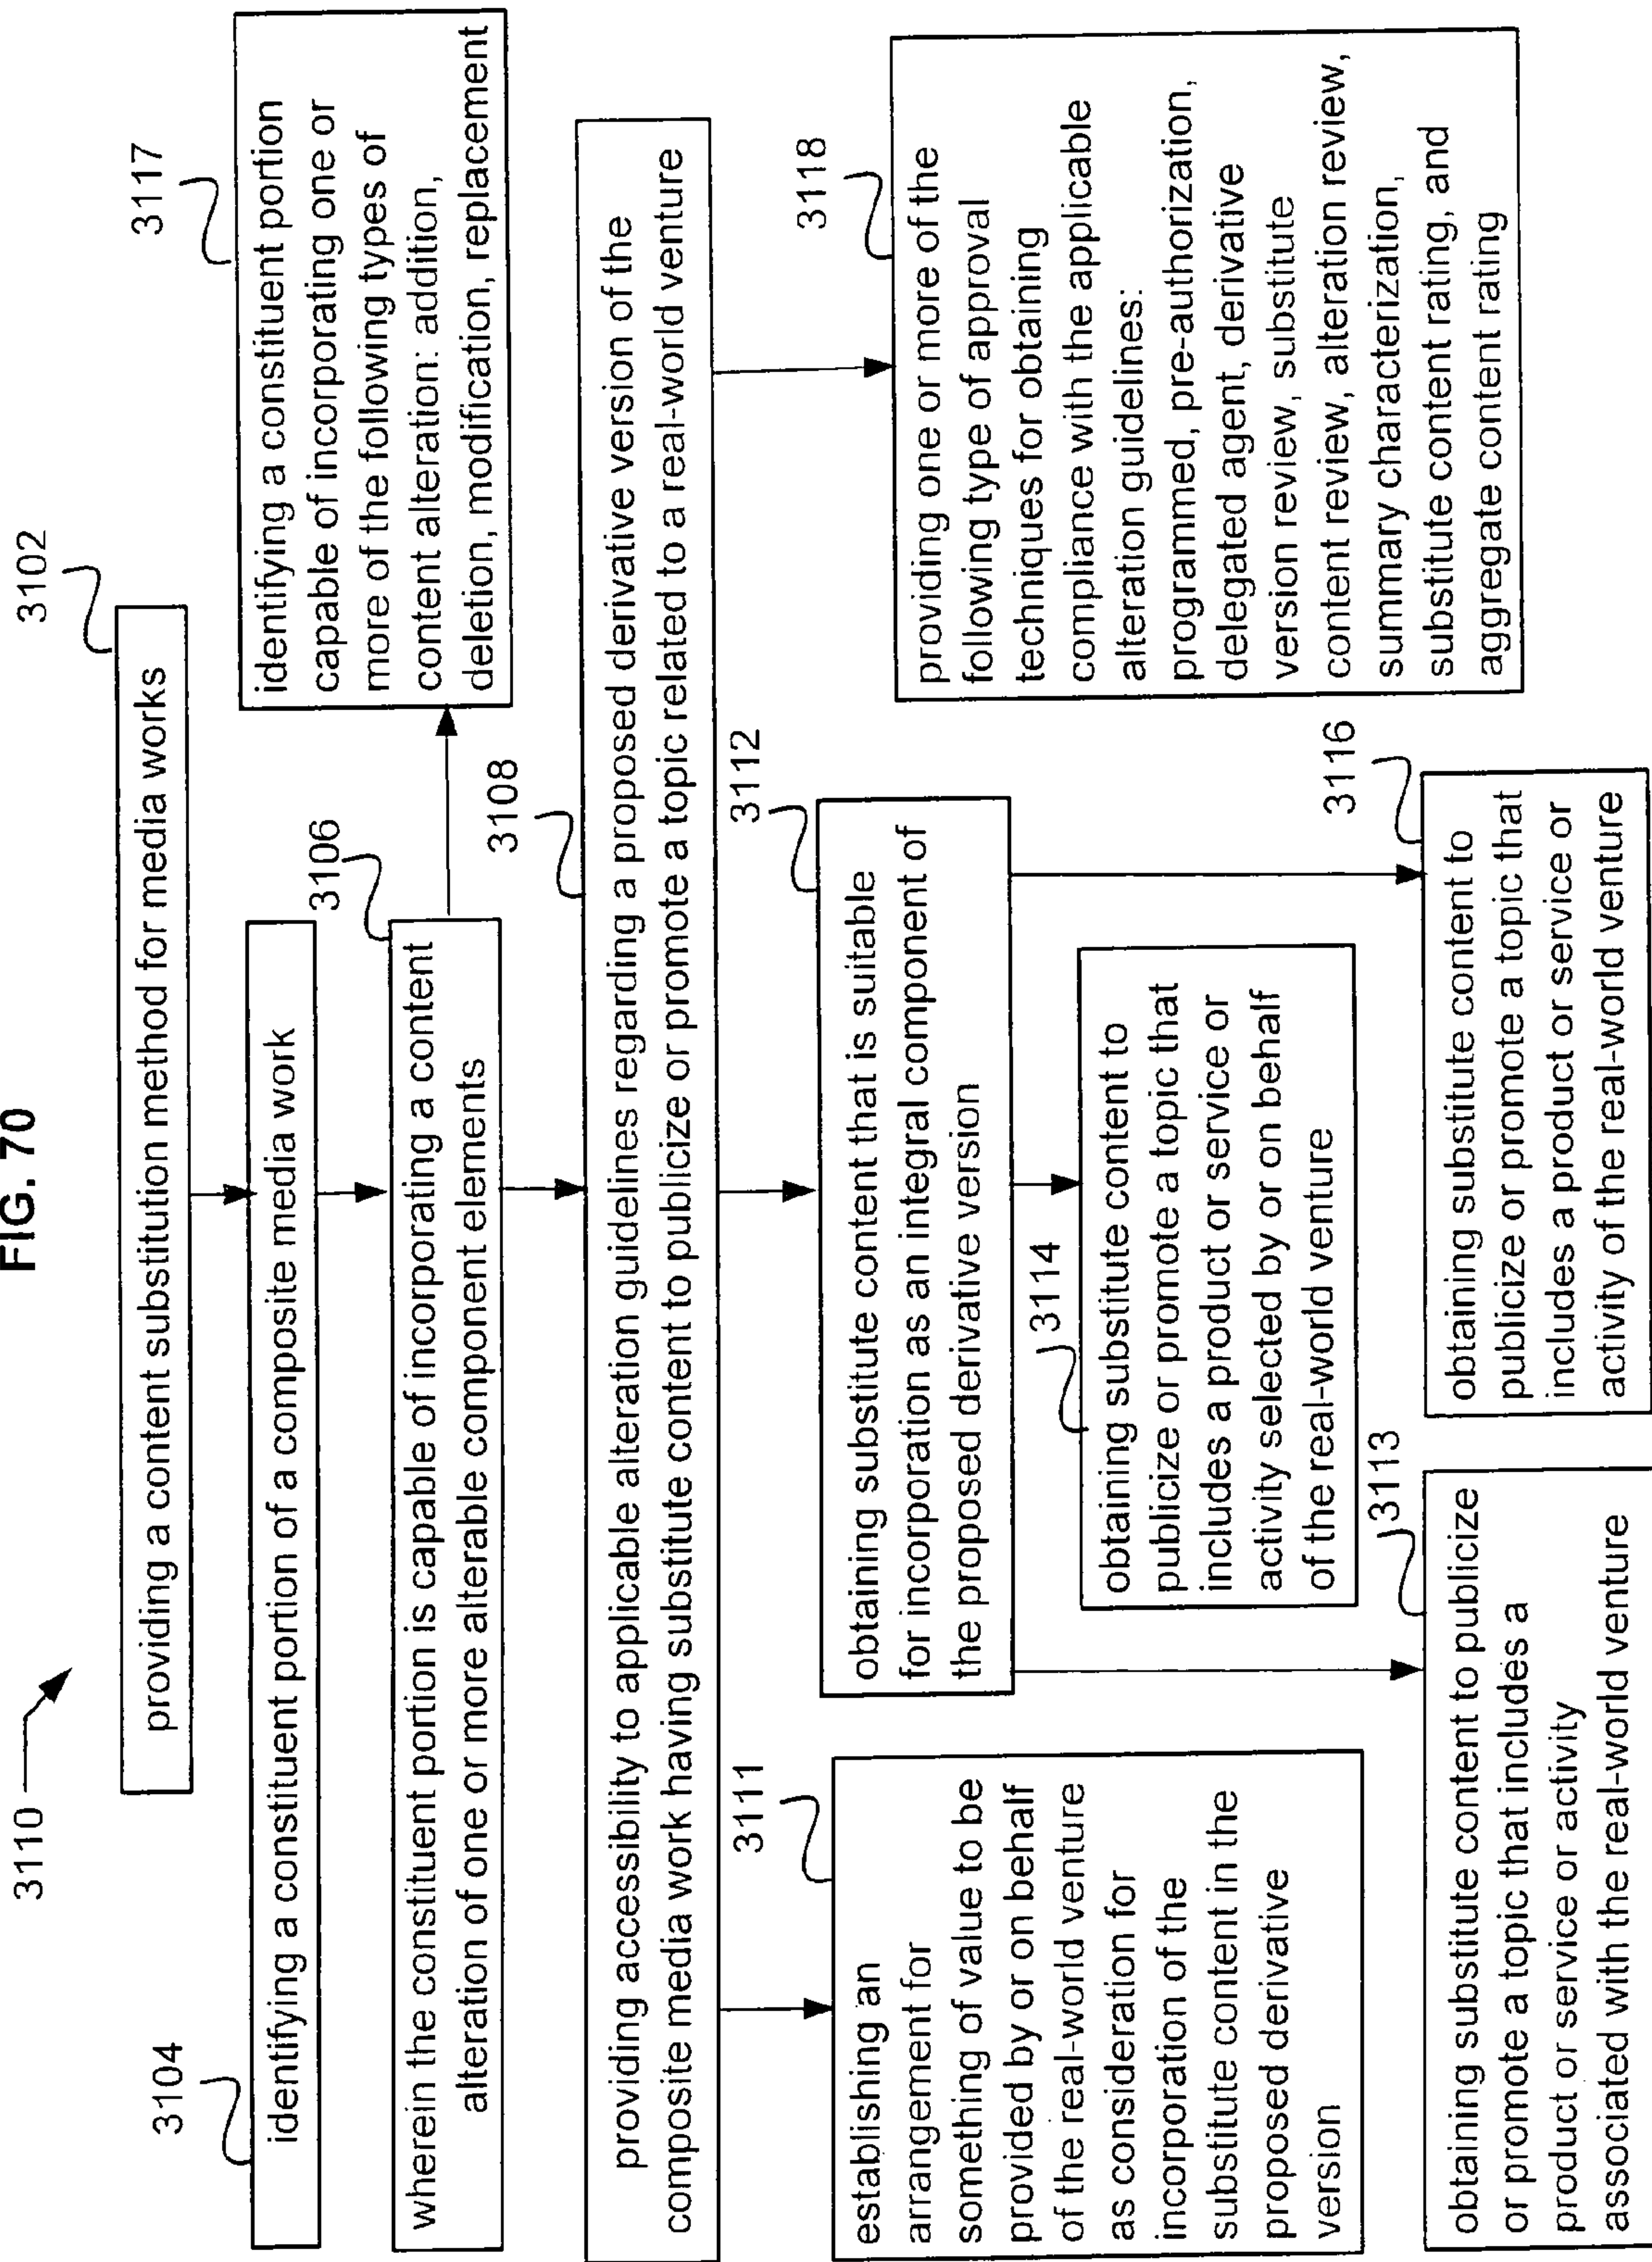 FIG. 70
3110
3102
providing a content substitution method for media works
3104
identifying a constituent portion of a composite media work
3106
wherein the constituent portion is capable of incorporating a content
alteration of one or more alterable component elements
3117
identifying a constituent portion
capable of incorporating one or
more of the following types of
content alteration: addition,
deletion, modification, replacement
3108
providing accessibility to applicable alteration guidelines regarding a proposed derivative version of the
composite media work having substitute content to publicize or promote a topic related to a real-world venture
3111
establishing an
arrangement for
something of value to be
provided by or on behalf
of the real-world venture
as consideration for
incorporation of the
substitute content in the
proposed derivative
version
3112
obtaining substitute content that is suitable
for incorporation as an integral component of
the proposed derivative version
3118
providing one or more of the
following type of approval
techniques for obtaining
compliance with the applicable
alteration guidelines:
programmed, pre-authorization,
delegated agent, derivative
version review, substitute
content review, alteration review,
summary characterization,
substitute content rating, and
aggregate content rating
3114
obtaining substitute content to
publicize or promote a topic that
includes a product or service or
activity selected by or on behalf
of the real-world venture
3113
obtaining substitute content to publicize
or promote a topic that includes a
product or service or activity
associated with the real-world venture
3116
obtaining substitute content to
publicize or promote a topic that
includes a product or service or
activity of the real-world venture